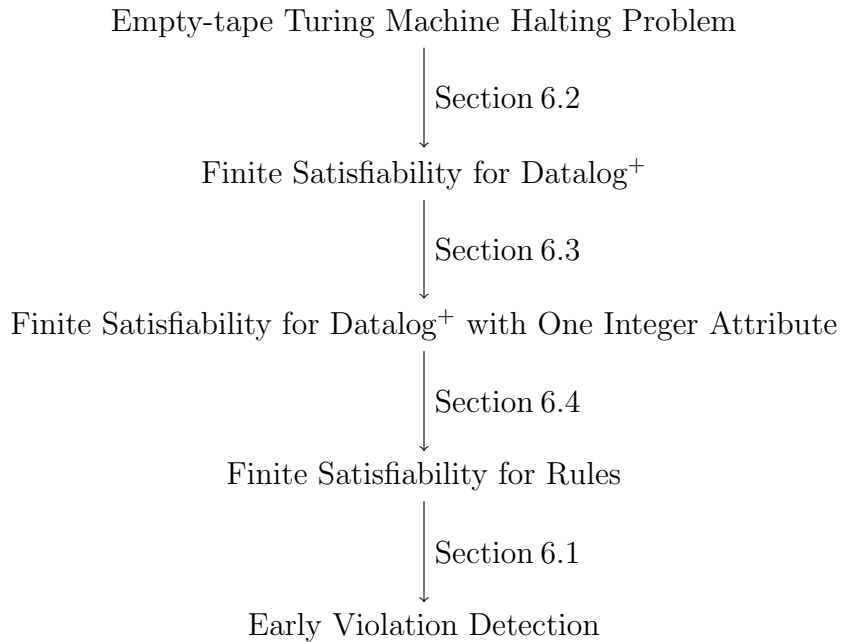 Empty-tape Turing Machine Halting Problem
Section 6.2
Finite Satisfiability for Datalog⁺
Section 6.3
Finite Satisfiability for Datalog⁺ with One Integer Attribute
Section 6.4
Finite Satisfiability for Rules
Section 6.1
Early Violation Detection